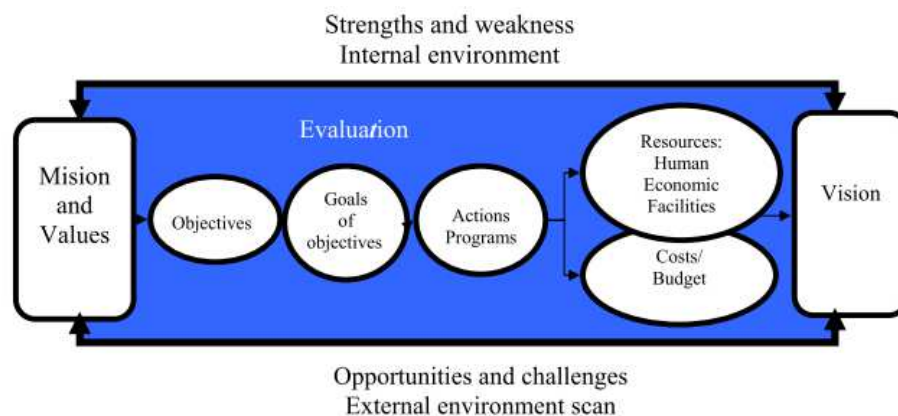 Strengths and weakness
Internal environment
Evaluation
Mision
and
Values
Objectives
Goals
of
objectives
Actions
Programs
Resources:
Human
Economic
Facilities
Costs/
Budget
Vision
Opportunities and challenges
External environment scan